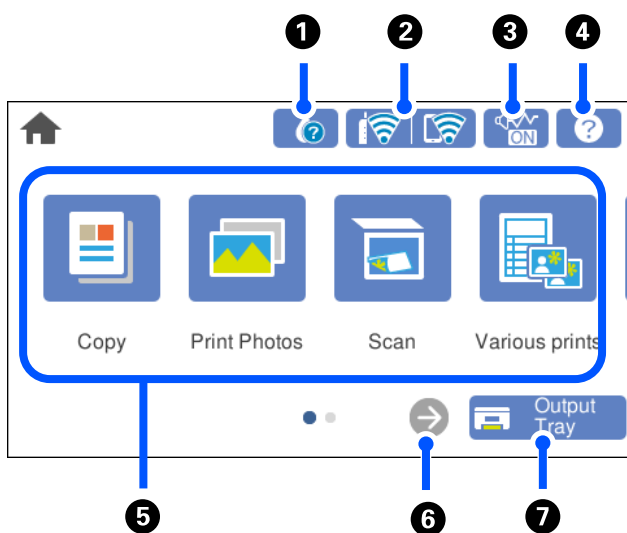 1 2 3 4
? ON ?
Copy Print Photos Scan Various prints
Output
Tray
5 6 7